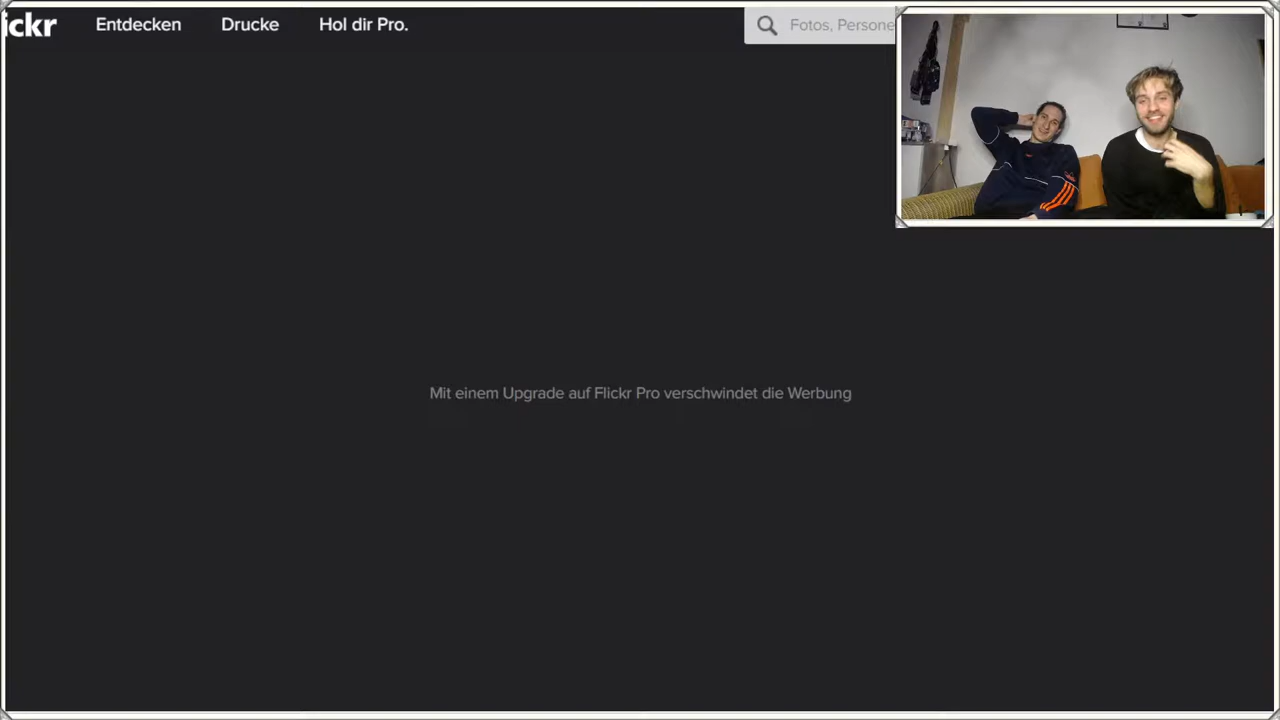 ickr
Entdecken
Drucke
Hol dir Pro.
Fotos, Persone
Mit einem Upgrade auf Flickr Pro verschwindet die Werbung